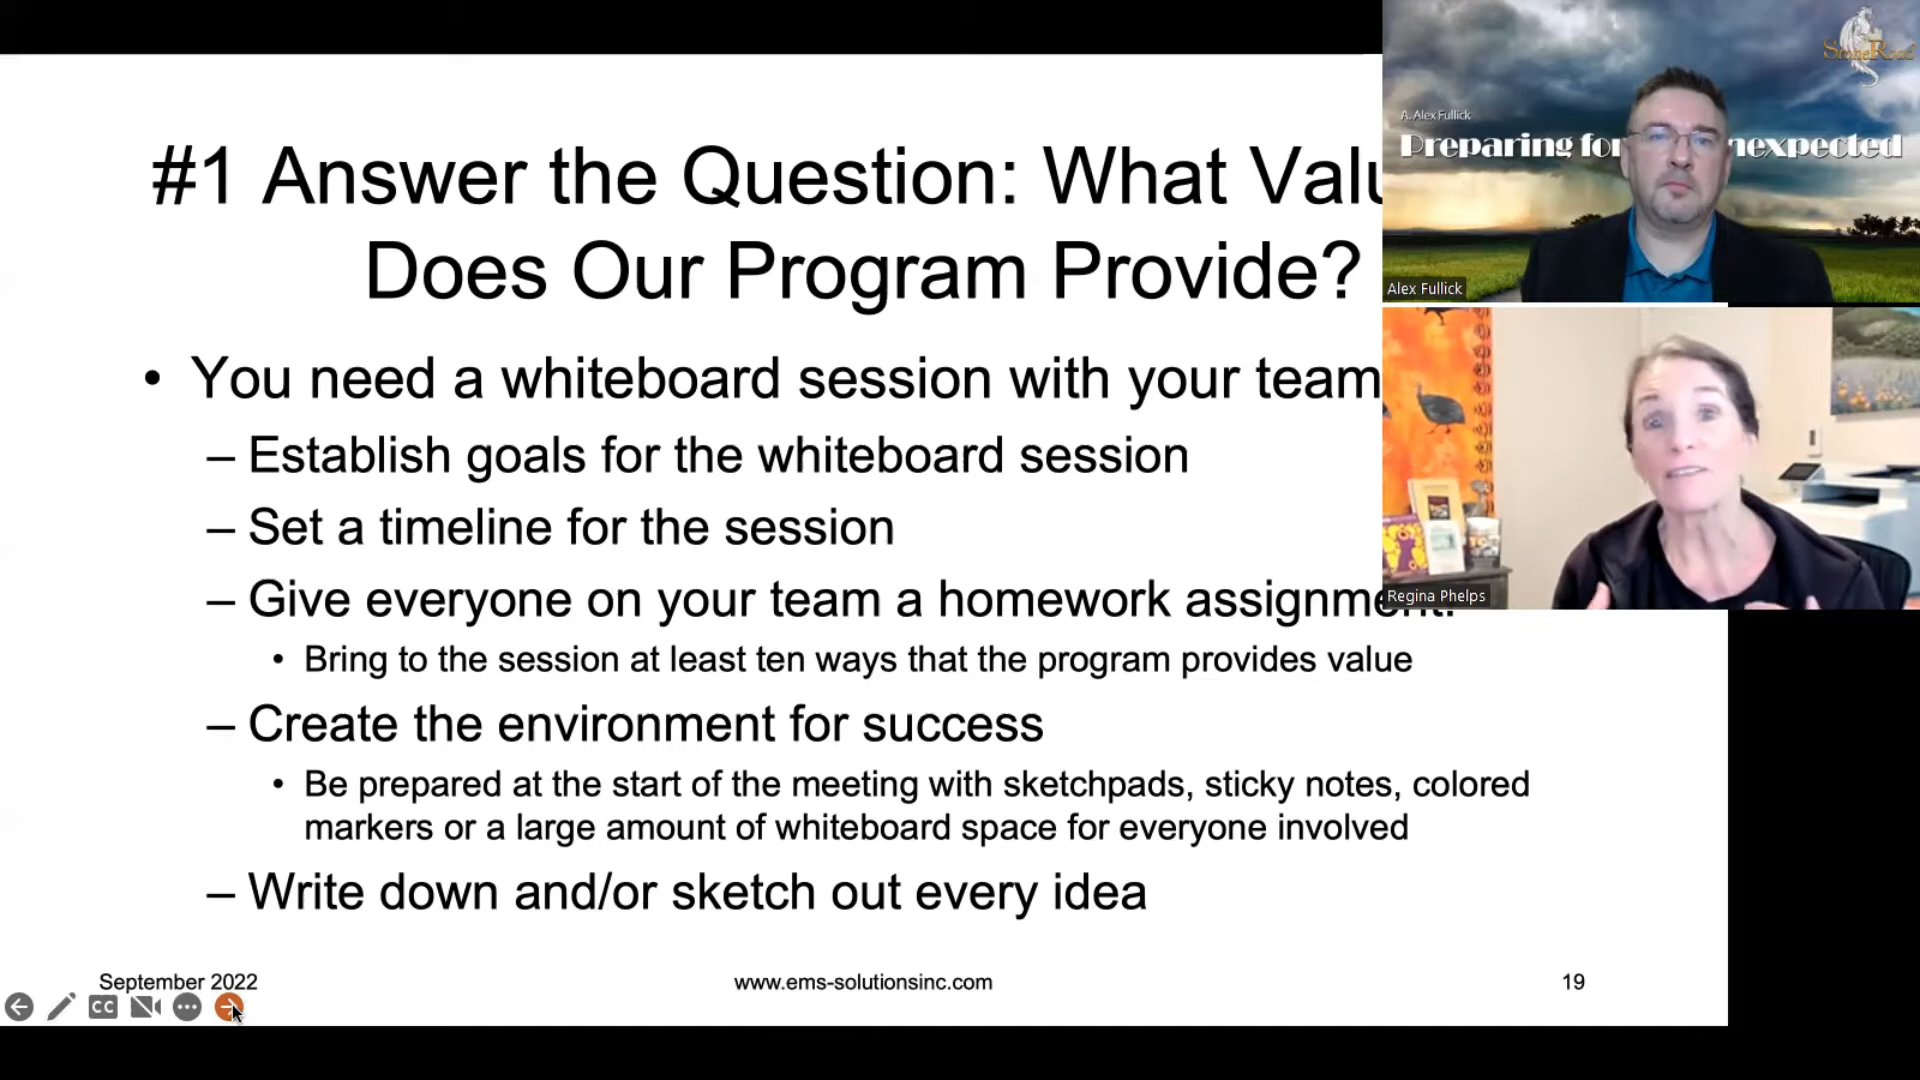 #1 Answer the Question: What Valu
Does Our Program Provide?
• You need a whiteboard session with your team
– Establish goals for the whiteboard session
– Set a timeline for the session
– Give everyone on your team a homework assignment:
• Bring to the session at least ten ways that the program provides value
– Create the environment for success
• Be prepared at the start of the meeting with sketchpads, sticky notes, colored
markers or a large amount of whiteboard space for everyone involved
– Write down and/or sketch out every idea
September 2022
www.ems-solutionsinc.com
19
CC
StoneRoad
A. Alex Fullick
Preparing for nexpected
Alex Fullick
Regina Phelps